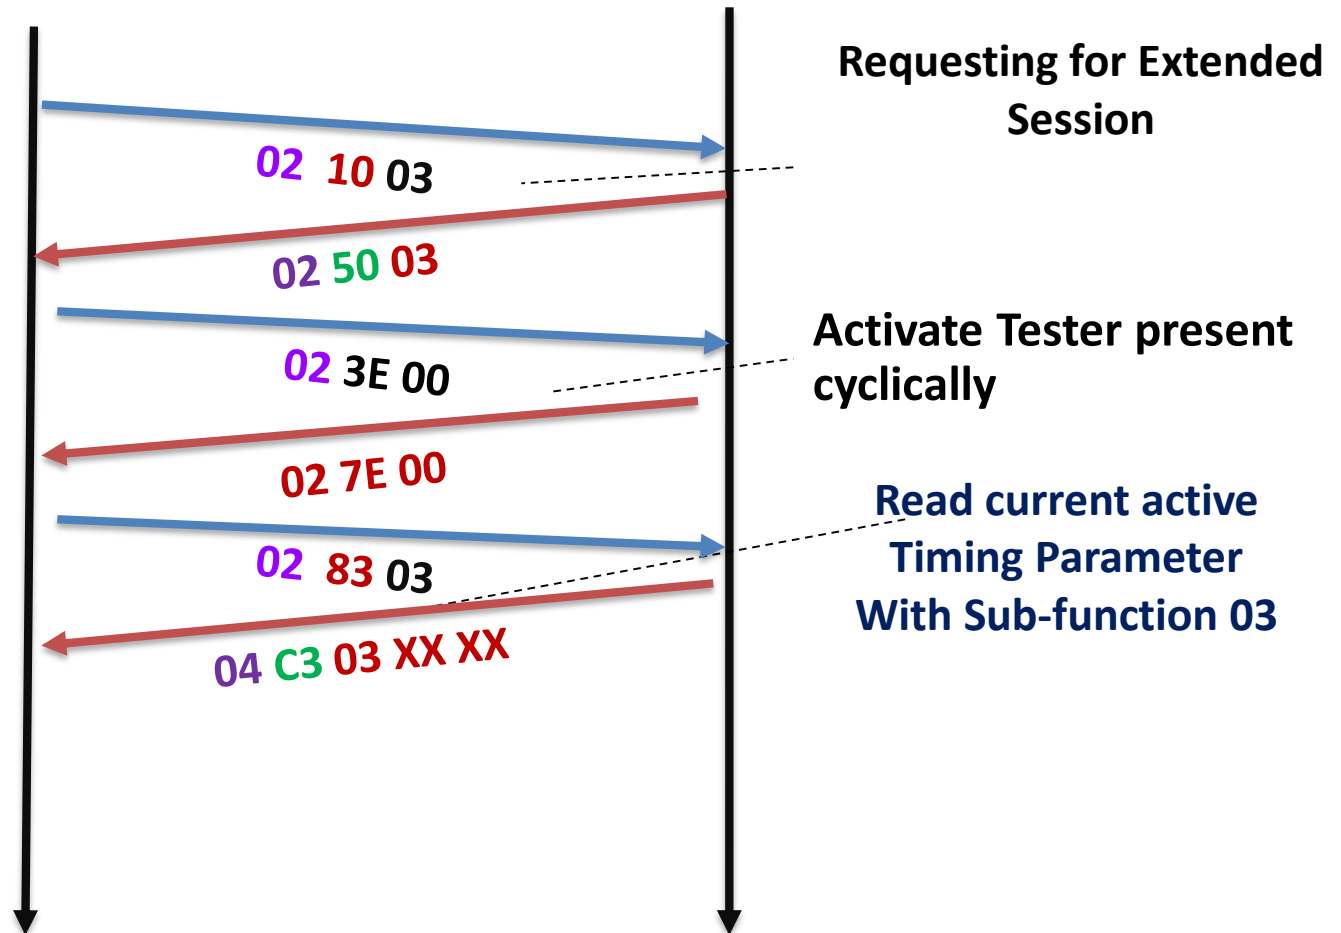 Requesting for Extended
Session
02 10 03
02 50 03
Activate Tester present
cyclically
02 3E 00
02 7E 00
Read current active
Timing Parameter
With Sub-function 03
02 83 03
04 C3 03 XX XX